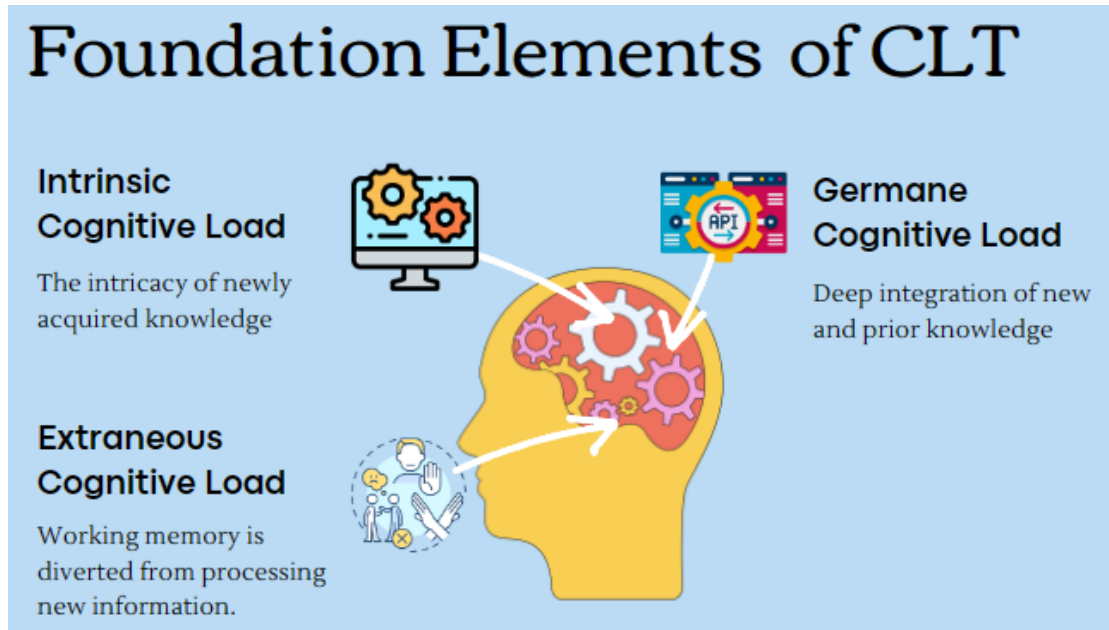 Foundation Elements of CLT
Intrinsic
Cognitive Load
The intricacy of newly
acquired knowledge
API
Germane
Cognitive Load
Deep integration of new
and prior knowledge
Extraneous
Cognitive Load
Working memory is
diverted from processing
new information.